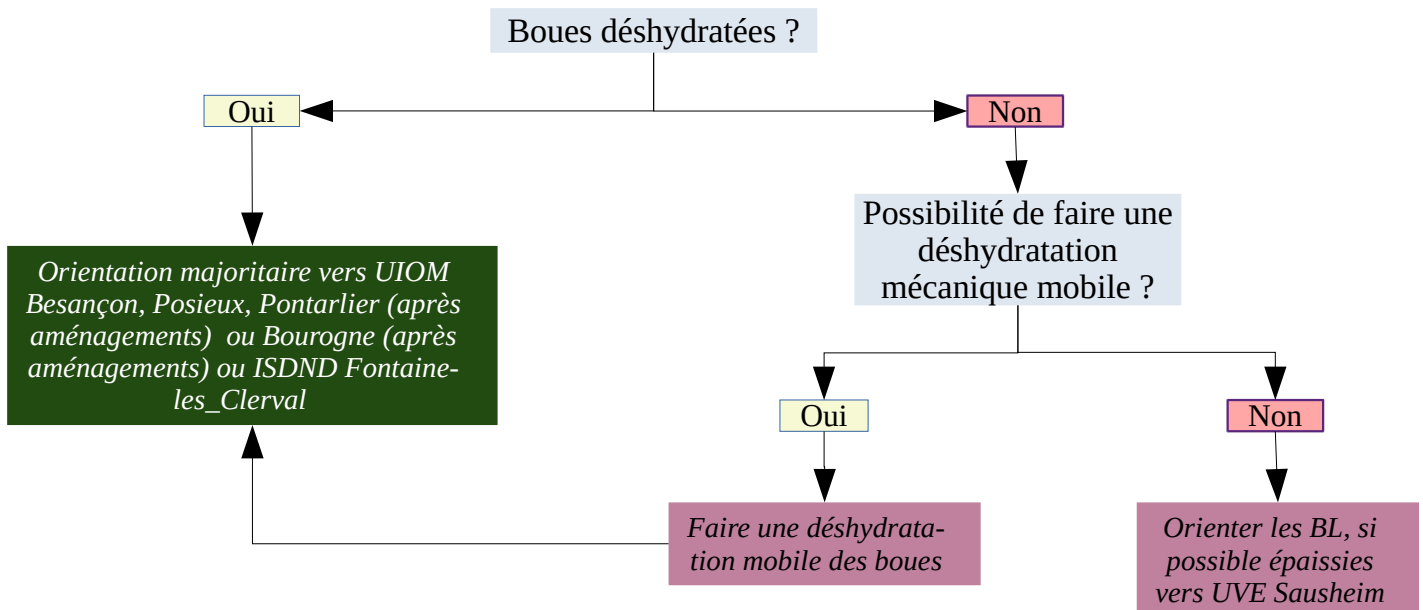 Boues déshydratées ?
Oui
Non
Possibilité de faire une
déshydratation
mécanique mobile ?
Orientation majoritaire vers UIOM
Besançon, Posieux, Pontarlier (après
aménagements) ou Bourogne (après
aménagements) ou ISDND Fontaine-
les_Clerval
Oui
Non
Faire une déshydrata-
tion mobile des boues
Orienter les BL, si
possible épaissies
vers UVE Sausheim